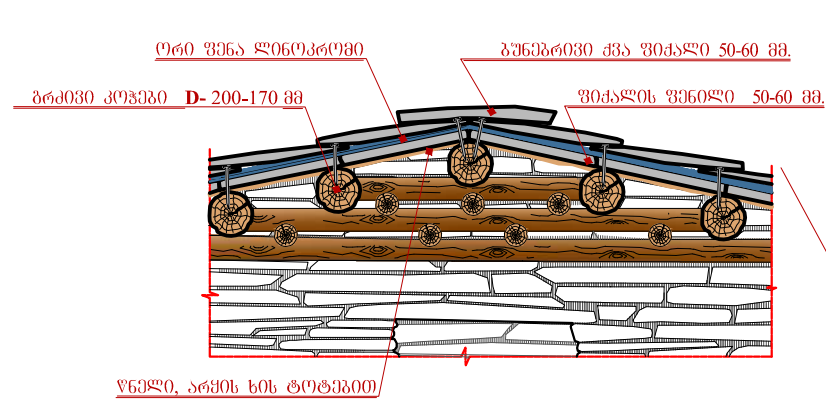 ორი ფენა ლინოკრომი
ბუნებრივი ქვა ფიქალი 50-60 მმ.
გრძივი კოჭები D- 200-170 მმ
ფიქალის ფენილი 50-60 მმ.
წნელი, არყის ხის ტოტებით